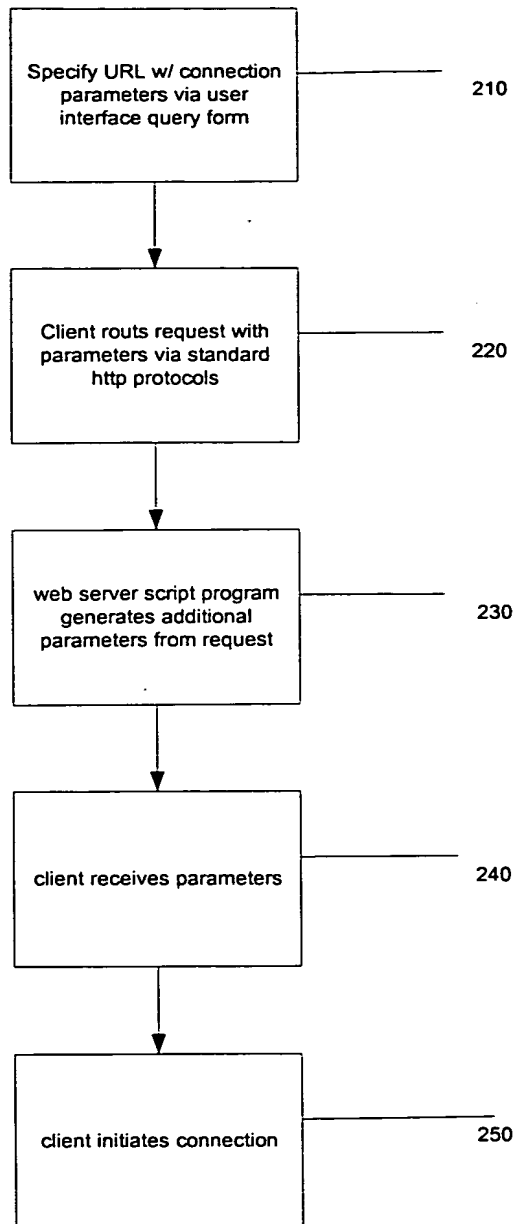 Specify URL w/ connection
parameters via user
interface query form
210
Client routs request with
parameters via standard
http protocols
220
web server script program
generates additional
parameters from request
230
client receives parameters
240
client initiates connection
250